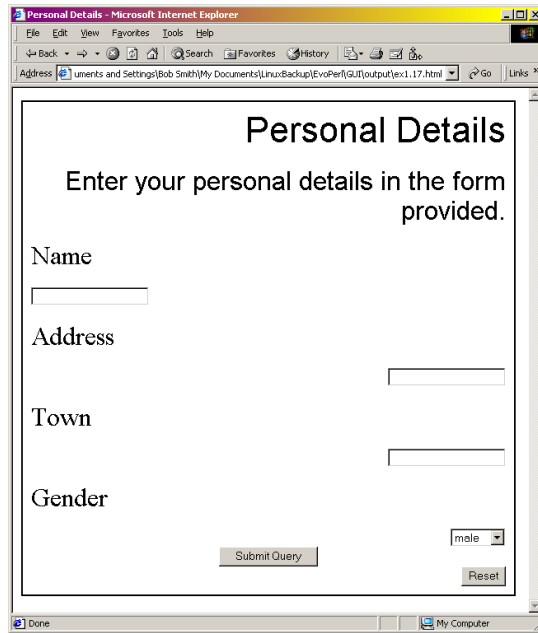 Personal Details - Microsoft Internet Explorer
File Edit View Favorites Tools Help
Back Search Favorites History
Address uments and Settings\Bob Smith\My Documents\LinuxBackup\EvoPerl\GUI\output\ex1.17.html Go Links »
Personal Details
Enter your personal details in the form
provided.
Name
Address
Town
Gender
male
Submit Query
Reset
Done My Computer